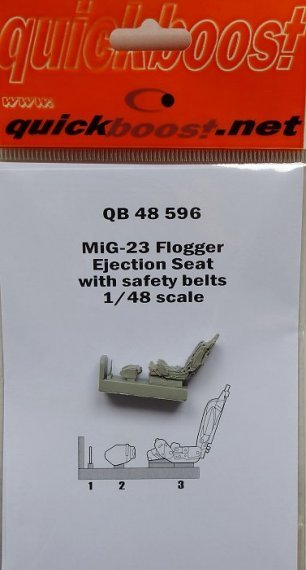 quickboost
www.
quickboost.net
QB 48 596
MiG-23 Flogger
Ejection Seat
with safety belts
1/48 scale
1 2 3